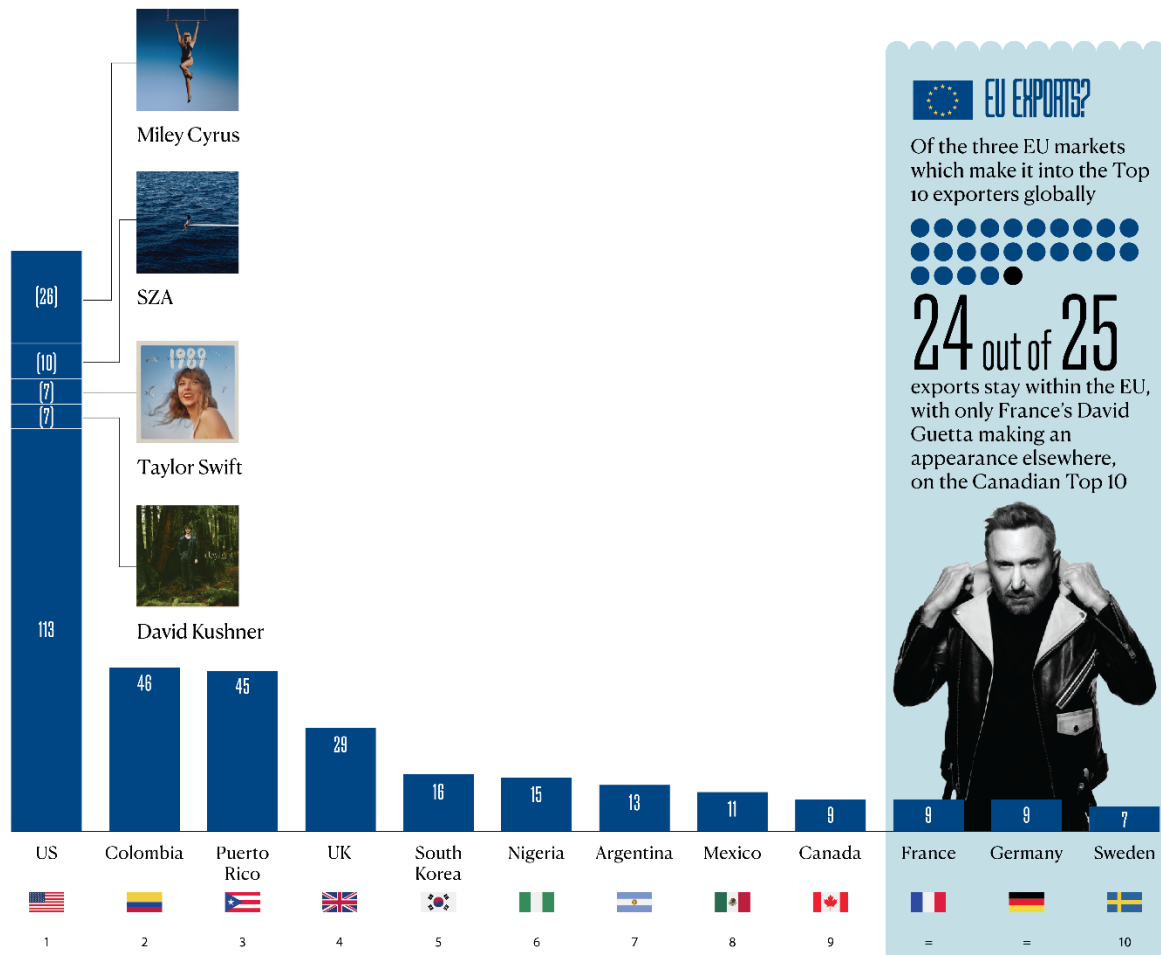 Miley Cyrus
SZA
1989
Taylor Swift
David Kushner
(26)
(10)
(7)
(7)
113
46
45
29
16
15
13
11
9
9
9
7
US
Colombia
Puerto
Rico
UK
South
Korea
Nigeria
Argentina
Mexico
Canada
France
Germany
Sweden
1
2
3
4
5
6
7
8
9
=
=
10
EU EXPORTS?
Of the three EU markets
which make it into the Top
10 exporters globally
24 out of 25
exports stay within the EU,
with only France's David
Guetta making an
appearance elsewhere,
on the Canadian Top 10